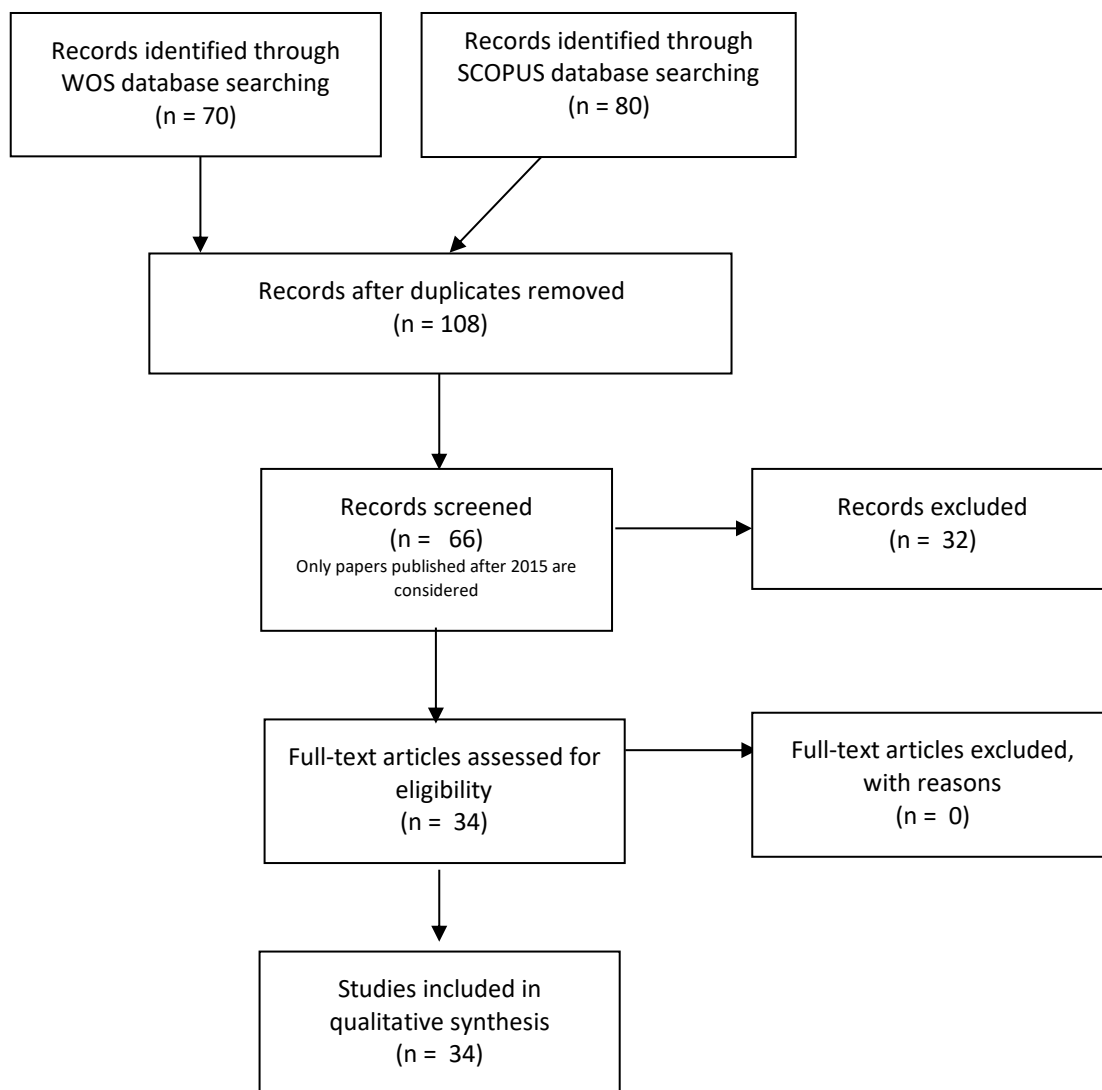 Records identified through
WOS database searching
(n = 70)
Records identified through
SCOPUS database searching
(n = 80)
Records after duplicates removed
(n = 108)
Records screened
(n = 66)
Only papers published after 2015 are
considered
Records excluded
(n = 32)
Full-text articles assessed for
eligibility
(n = 34)
Full-text articles excluded,
with reasons
(n = 0)
Studies included in
qualitative synthesis
(n = 34)